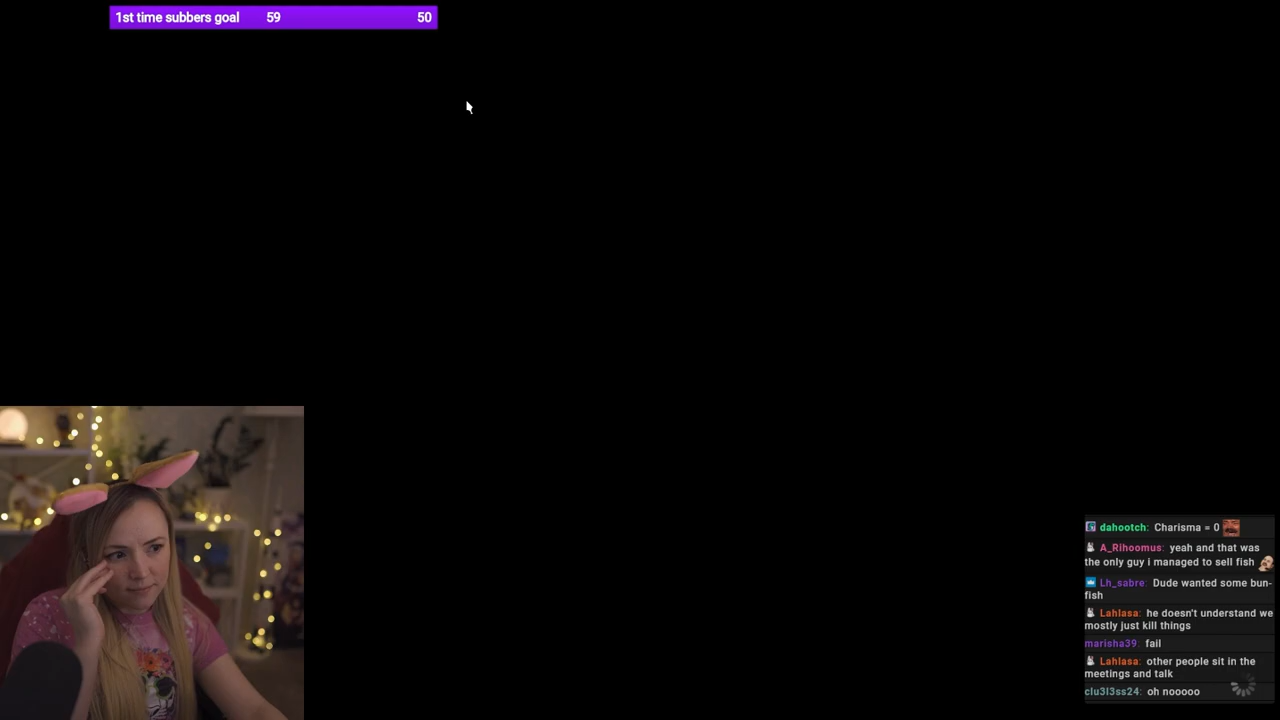 1st time subbers goal 59 50
dahootch: Charisma = 0
A_Rihoomus: yeah and that was
the only guy i managed to sell fish
Lh_sabre: Dude wanted some bun-
fish
Lahlasa: he doesn't understand we
mostly just kill things
marisha39: fail
Lahlasa: other people sit in the
meetings and talk
clu3l3ss24: oh nooooo